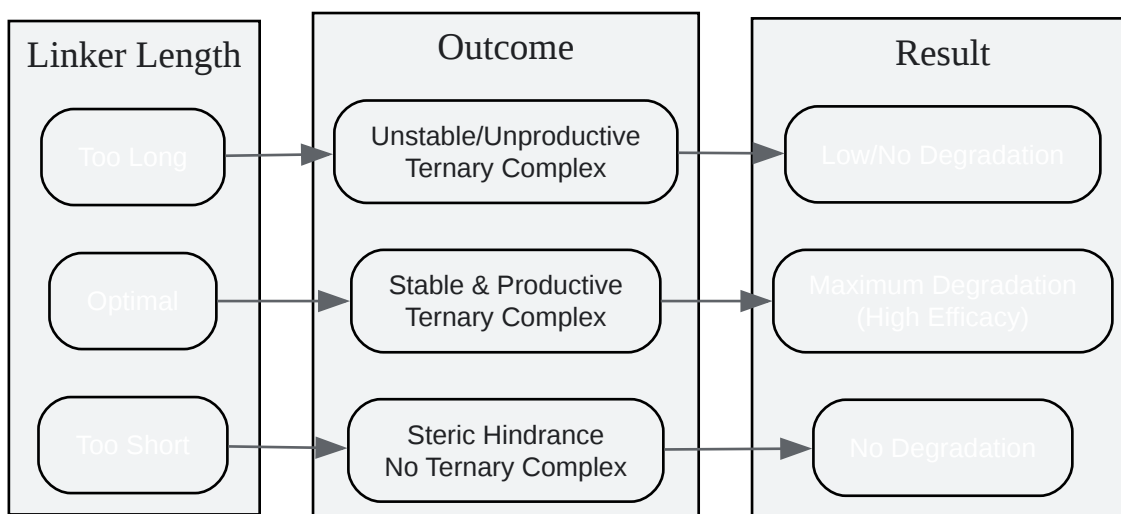 Linker Length
Outcome
Result
Too Long
Unstable/Unproductive
Ternary Complex
Low/No Degradation
Optimal
Stable & Productive
Ternary Complex
Maximum Degradation
(High Efficacy)
Too Short
Steric Hindrance
No Ternary Complex
No Degradation